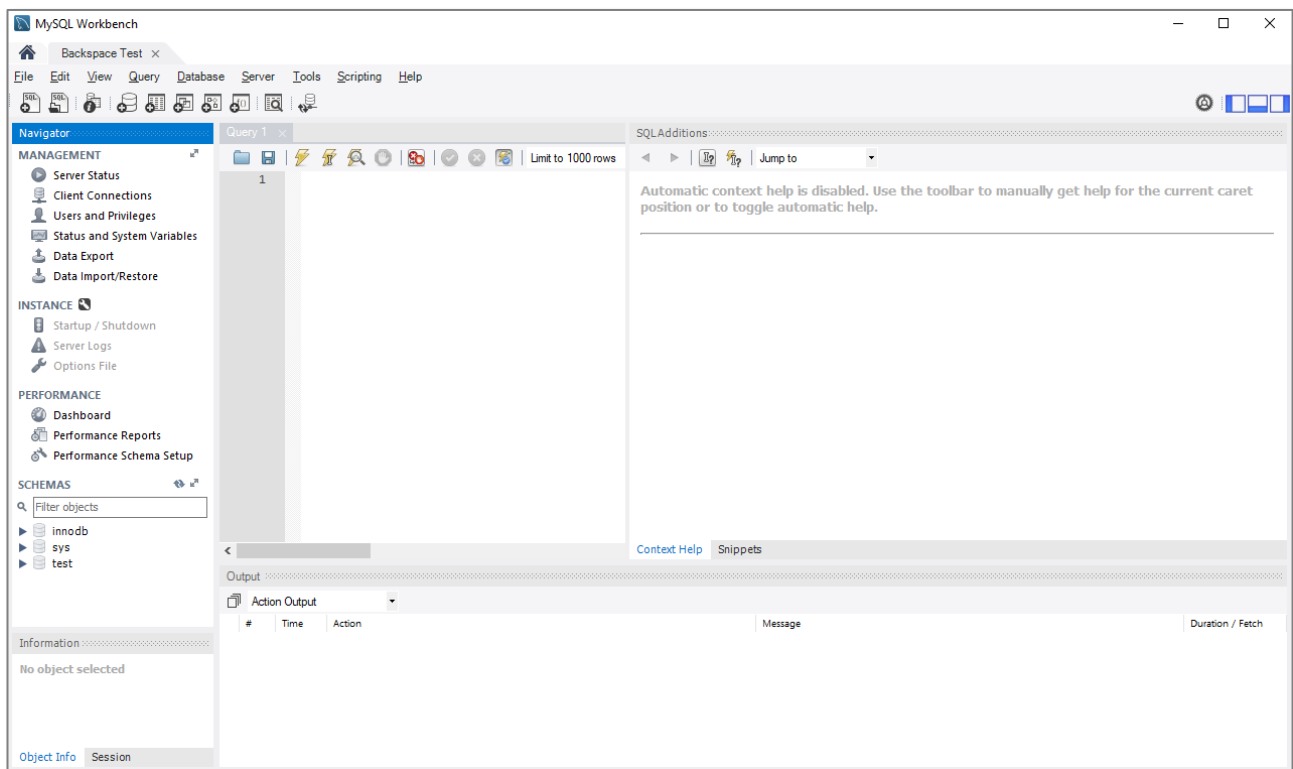 MySQL Workbench
Backspace Test
File Edit View Query Database Server Tools Scripting Help
Navigator
MANAGEMENT
Server Status
Client Connections
Users and Privileges
Status and System Variables
Data Export
Data Import/Restore
INSTANCE
Startup / Shutdown
Server Logs
Options File
PERFORMANCE
Dashboard
Performance Reports
Performance Schema Setup
SCHEMAS
Filter objects
innodb
sys
test
Information
No object selected
Object Info Session
Query 1
Limit to 1000 rows
1
SQLAdditions
Jump to
Automatic context help is disabled. Use the toolbar to manually get help for the current caret
position or to toggle automatic help.
Context Help Snippets
Output
Action Output
# Time Action Message Duration / Fetch